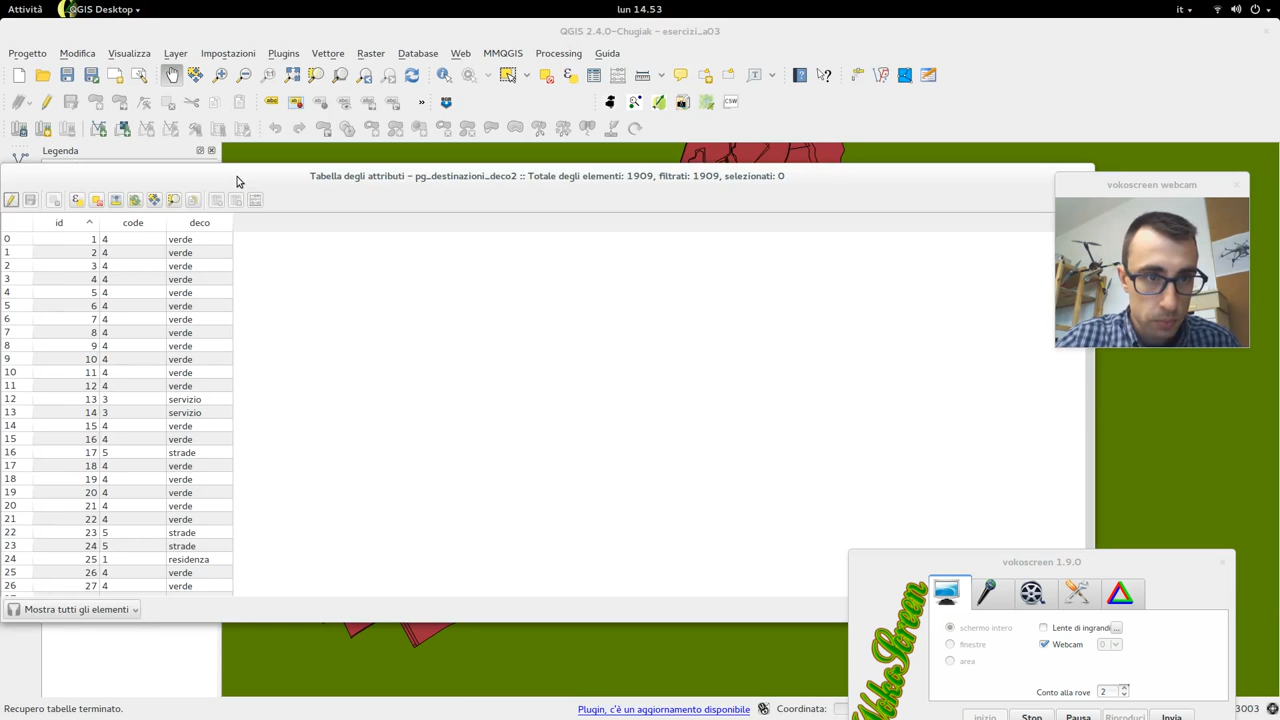 Attività QGIS Desktop lun 14.53 it
QGIS 2.4.0-Chugiak - esercizi_a03
Progetto Modifica Visualizza Layer Impostazioni Plugins Vettore Raster Database Web MMQGIS Processing Guida
Legenda
Tabella degli attributi - pg_destinazioni_deco2 :: Totale degli elementi: 1909, filtrati: 1909, selezionati: 0
vokoscreen webcam
id code deco
0 1 4 verde
1 2 4 verde
2 3 4 verde
3 4 4 verde
4 5 4 verde
5 6 4 verde
6 7 4 verde
7 8 4 verde
8 9 4 verde
9 10 4 verde
10 11 4 verde
11 12 4 verde
12 13 3 servizio
13 14 3 servizio
14 15 4 verde
15 16 4 verde
16 17 5 strade
17 18 4 verde
18 19 4 verde
19 20 4 verde
20 21 4 verde
21 22 4 verde
22 23 5 strade
23 24 5 strade
24 25 1 residenza
25 26 4 verde
26 27 4 verde
Mostra tutti gli elementi
vokoscreen 1.9.0
VokoScreen
schermo intero
finestre
area
Lente di ingrandi ...
Webcam 0
Conto alla rove 2
inizio Stop Pausa Riproduci Invia
Recupero tabelle terminato.
Plugin, c'è un aggiornamento disponibile
Coordinata:
3003